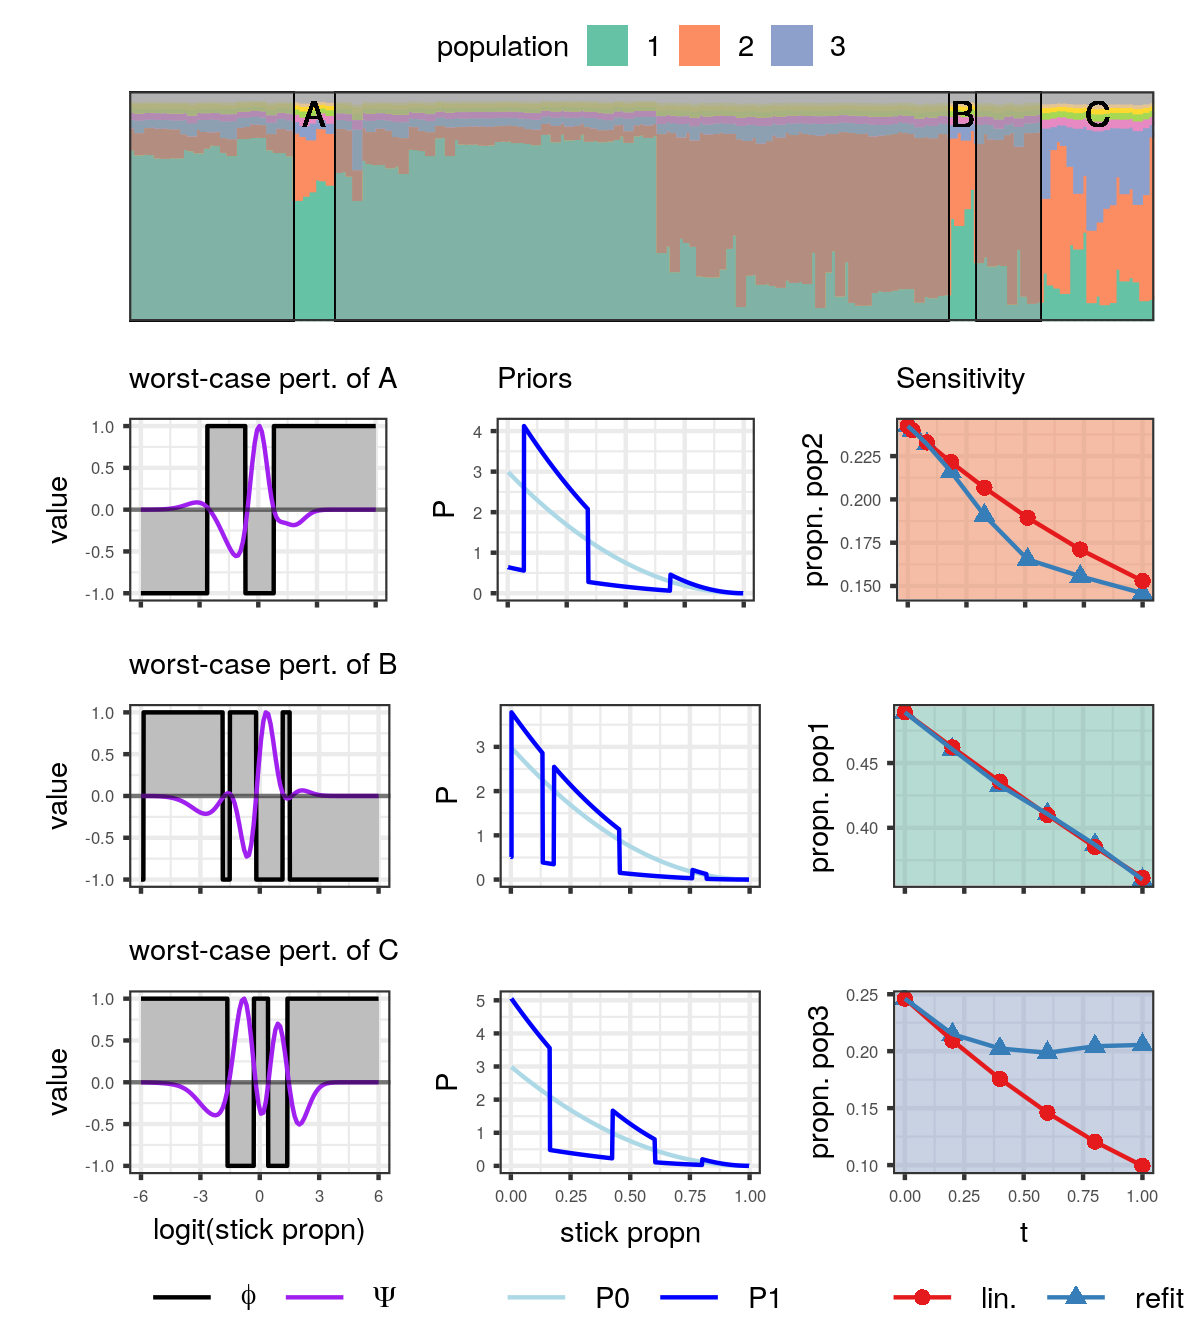 population 1 2 3
A B C
worst-case pert. of A Priors Sensitivity
value
1.0
0.5
0.0
-0.5
-1.0
P
4
3
2
1
0
propn. pop2
0.225
0.200
0.175
0.150
worst-case pert. of B
value
1.0
0.5
0.0
-0.5
-1.0
P
3
2
1
0
propn. pop1
0.45
0.40
worst-case pert. of C
value
1.0
0.5
0.0
-0.5
-1.0
-6 -3 0 3 6
logit(stick propn)
P
5
4
3
2
1
0
0.00 0.25 0.50 0.75 1.00
stick propn
propn. pop3
0.25
0.20
0.15
0.10
0.00 0.25 0.50 0.75 1.00
t
ϕ Ψ P0 P1 lin. refit